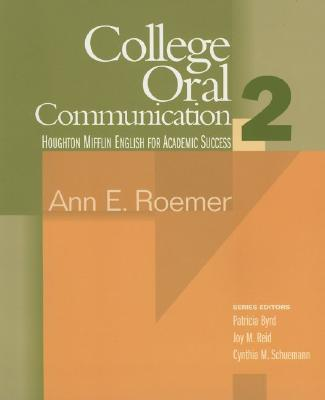 College
Oral
Communication
2
HOUGHTON MIFFLIN ENGLISH FOR ACADEMIC SUCCESS
Ann E. Roemer
SERIES EDITORS
Patricia Byrd
Joy M. Reid
Cynthia M. Schuemann